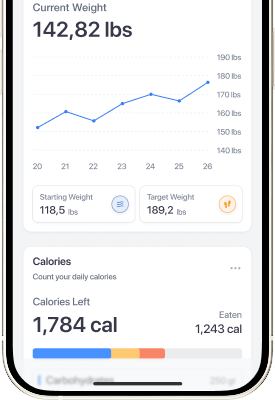 Current Weight
142,82 lbs
190 lbs
180 lbs
170 lbs
160 lbs
150 lbs
140 lbs
20 21 22 23 24 25 26
Starting Weight
118,5 lbs
Target Weight
189,2 lbs
Calories
Count your daily calories
Calories Left
1,784 cal
Eaten
1,243 cal
Carbohydrates